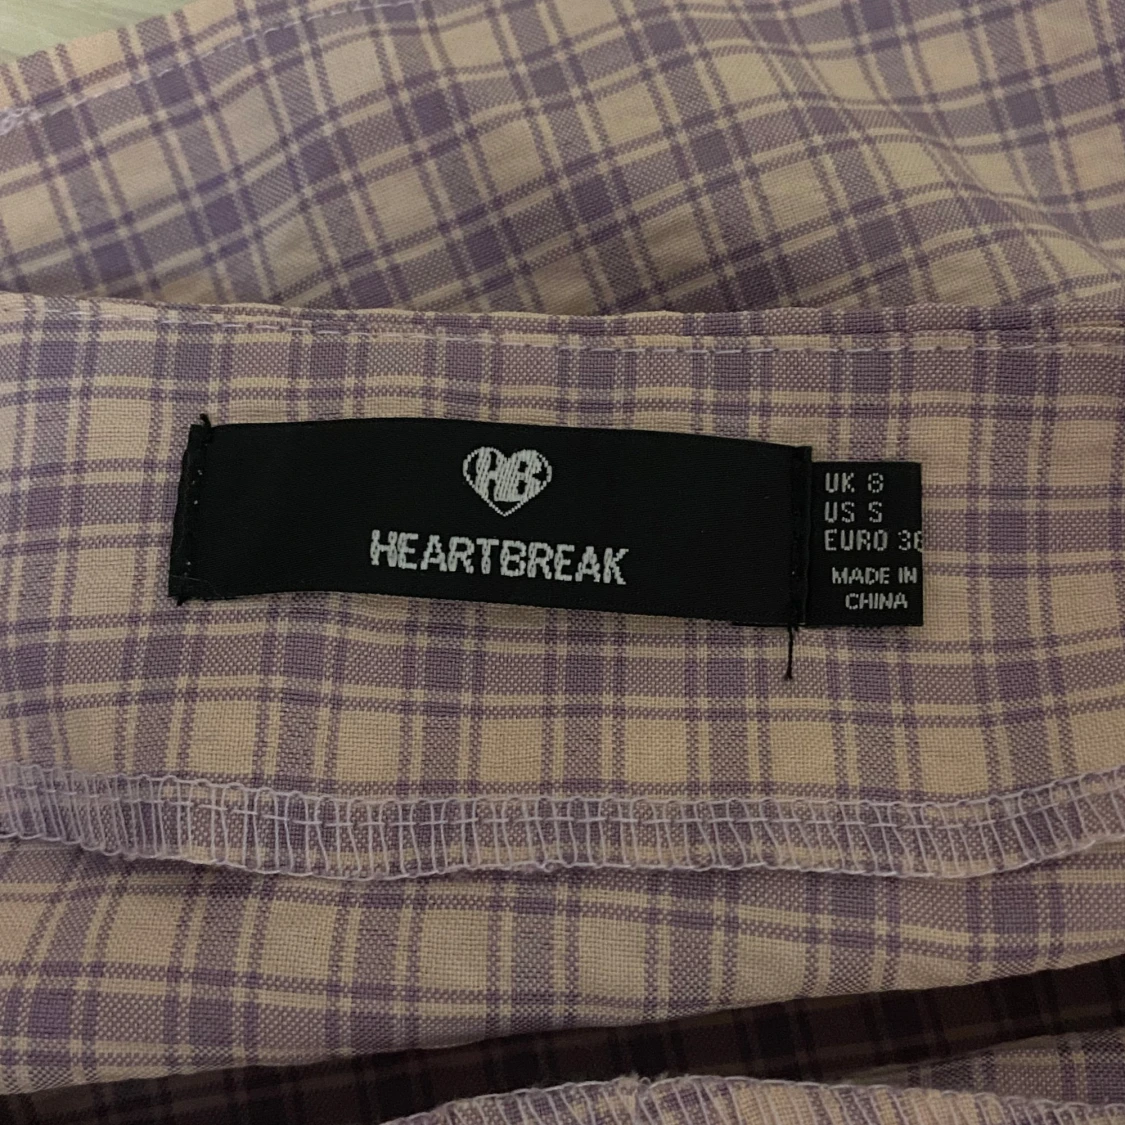 HB
HEARTBREAK
UK 8
US S
EURO 36
MADE IN
CHINA